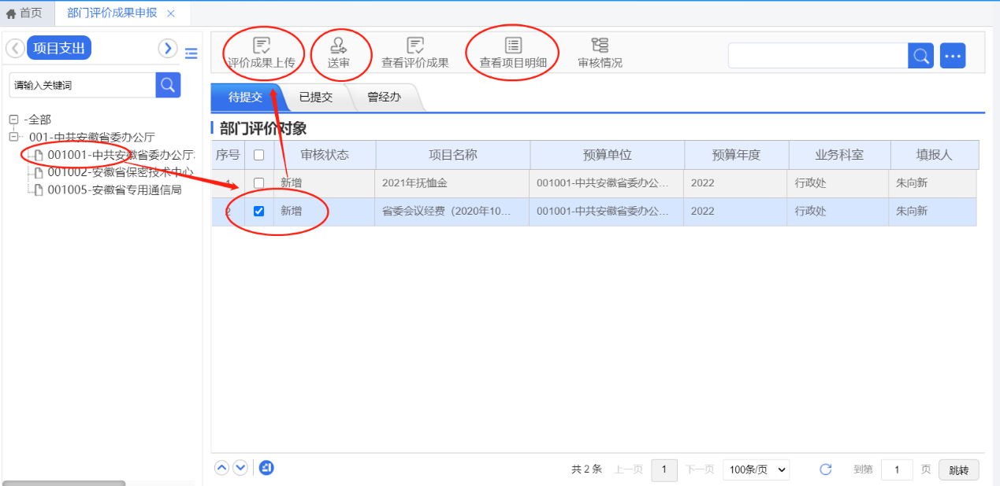 首页
部门评价成果申报
项目支出
请输入关键词
-全部
001-中共安徽省委办公厅
001001-中共安徽省委办公厅
001002-安徽省保密技术中心
001005-安徽省专用通信局
评价成果上传 送审 查看评价成果 查看项目明细 审核情况
待提交 已提交 曾经办
部门评价对象
序号 审核状态 项目名称 预算单位 预算年度 业务科室 填报人
1 新增 2021年抚恤金 001001-中共安徽省委办公... 2022 行政处 朱向新
2 新增 省委会议经费（2020年10... 001001-中共安徽省委办公... 2022 行政处 朱向新
共 2 条 上一页 1 下一页 100条/页 到第 1 页 跳转